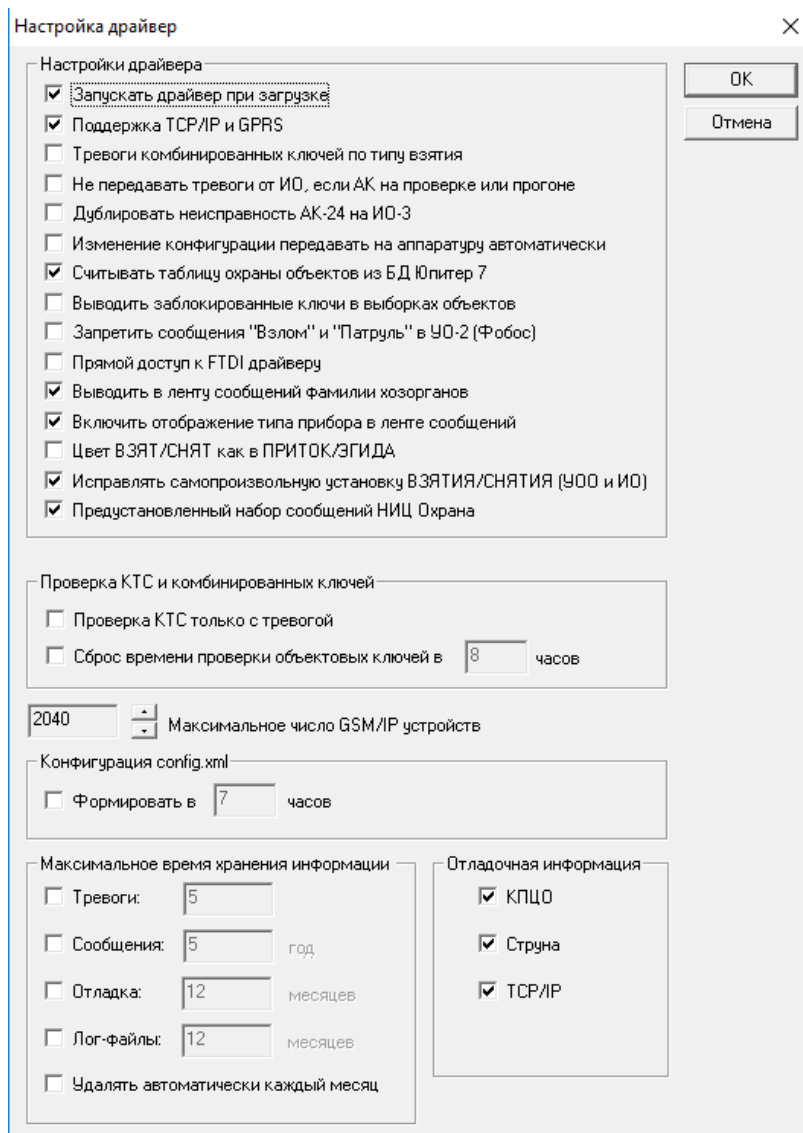 Настройка драйвер
Настройки драйвера
OK
Запускать драйвер при загрузке
Поддержка TCP/IP и GPRS
Отмена
Тревоги комбинированных ключей по типу взятия
Не передавать тревоги от ИО, если АК на проверке или прогоне
Дублировать неисправность АК-24 на ИО-3
Изменение конфигурации передавать на аппаратуру автоматически
Считывать таблицу охраны объектов из БД Юпитер 7
Выводить заблокированные ключи в выборках объектов
Запретить сообщения "Взлом" и "Патруль" в УО-2 (Фобос)
Прямой доступ к FTDI драйверу
Выводить в ленту сообщений фамилии хозорганов
Включить отображение типа прибора в ленте сообщений
Цвет ВЗЯТ/СНЯТ как в ПРИТОК/ЭГИДА
Исправлять самопроизвольную установку ВЗЯТИЯ/СНЯТИЯ (УОО и ИО)
Предустановленный набор сообщений НИЦ Охрана
Проверка КТС и комбинированных ключей
Проверка КТС только с тревогой
Сброс времени проверки объектовых ключей в 8 часов
2040 Максимальное число GSM/IP устройств
Конфигурация config.xml
Формировать в 7 часов
Максимальное время хранения информации
Тревоги: 5
Сообщения: 5 год
Отладка: 12 месяцев
Лог-файлы: 12 месяцев
Удалять автоматически каждый месяц
Отладочная информация
КПЦО
Струна
TCP/IP